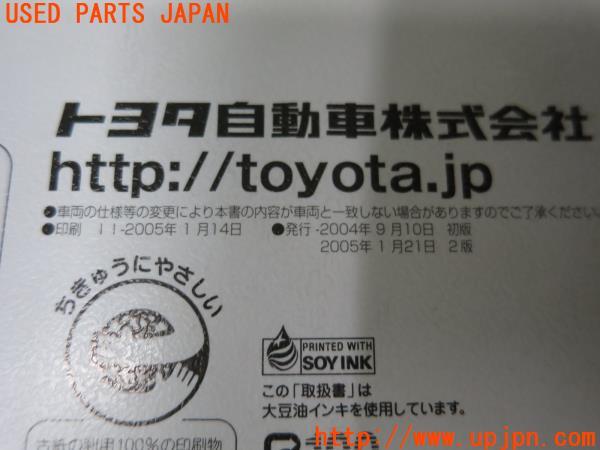 USED PARTS JAPAN
トヨタ自動車株式会社
http://toyota.jp
●車両の仕様等の変更により本書の内容が車両と一致しない場合がありますのでご了承ください。
●印刷 II-2005年1月14日 ●発行-2004年9月10日 初版
2005年1月21日 2版
ちきゅうにやさしい
PRINTED WITH
SOY INK
この「取扱書」は
大豆油インキを使用しています。
古紙の利用100%の印刷物
http://www.upjpn.com